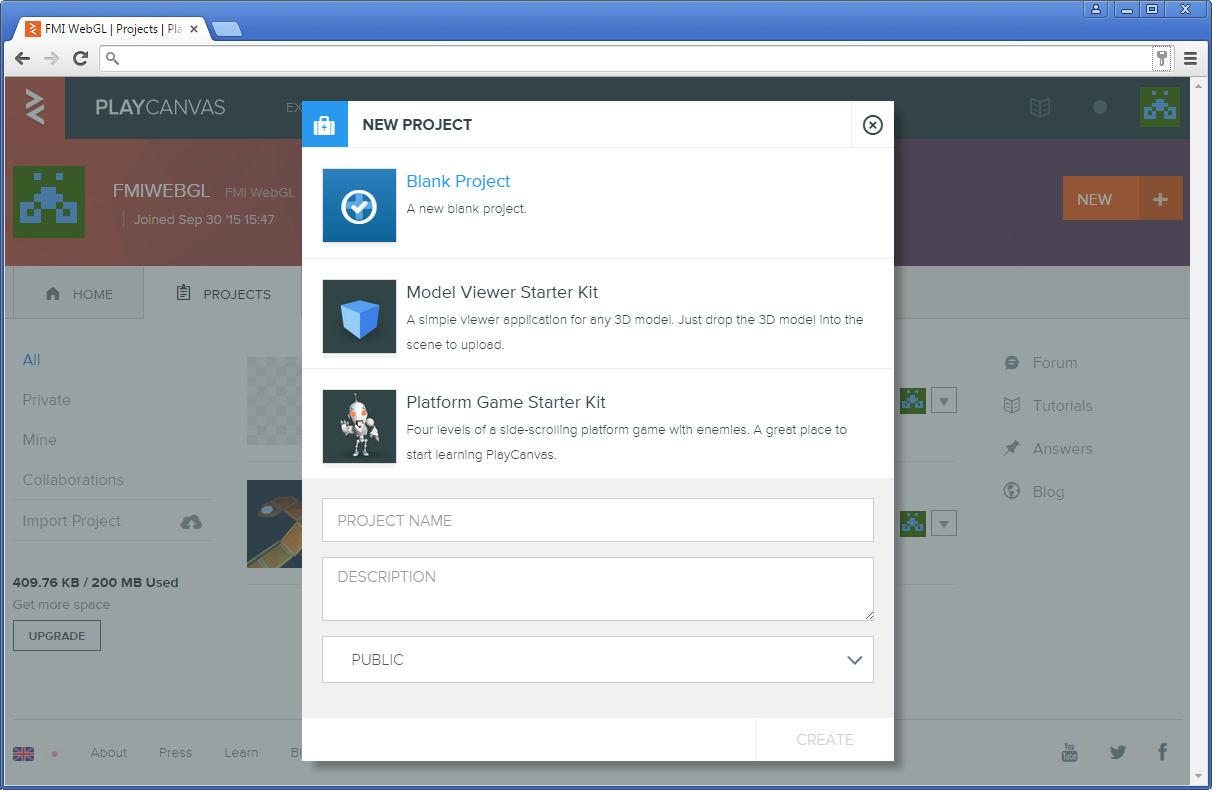 FMI WebGL | Projects | Pla
PLAYCANVAS
EX
FMIWEBGL FMI WebGL
Joined Sep 30 '15 15:47
NEW +
HOME
PROJECTS
All
Private
Mine
Collaborations
Import Project
409.76 KB / 200 MB Used
Get more space
UPGRADE
NEW PROJECT
Blank Project
A new blank project.
Model Viewer Starter Kit
A simple viewer application for any 3D model. Just drop the 3D model into the
scene to upload.
Platform Game Starter Kit
Four levels of a side-scrolling platform game with enemies. A great place to
start learning PlayCanvas.
PROJECT NAME
DESCRIPTION
PUBLIC
CREATE
Forum
Tutorials
Answers
Blog
About Press Learn Bl
You
Tube